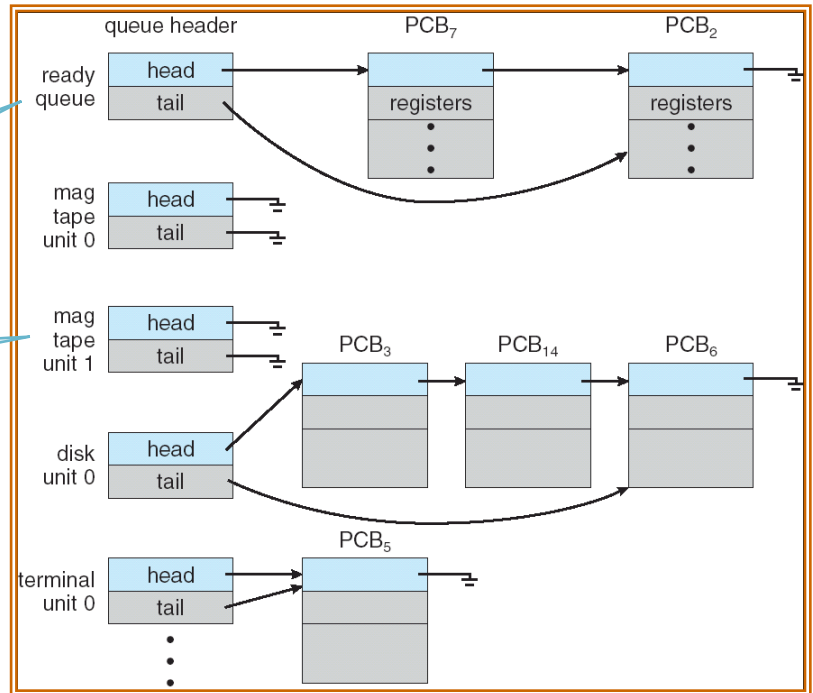 queue header
PCB₇
PCB₂
ready
queue
head
tail
registers
registers
mag
tape
unit 0
head
tail
mag
tape
unit 1
head
tail
PCB₃
PCB₁₄
PCB₆
disk
unit 0
head
tail
PCB₅
terminal
unit 0
head
tail